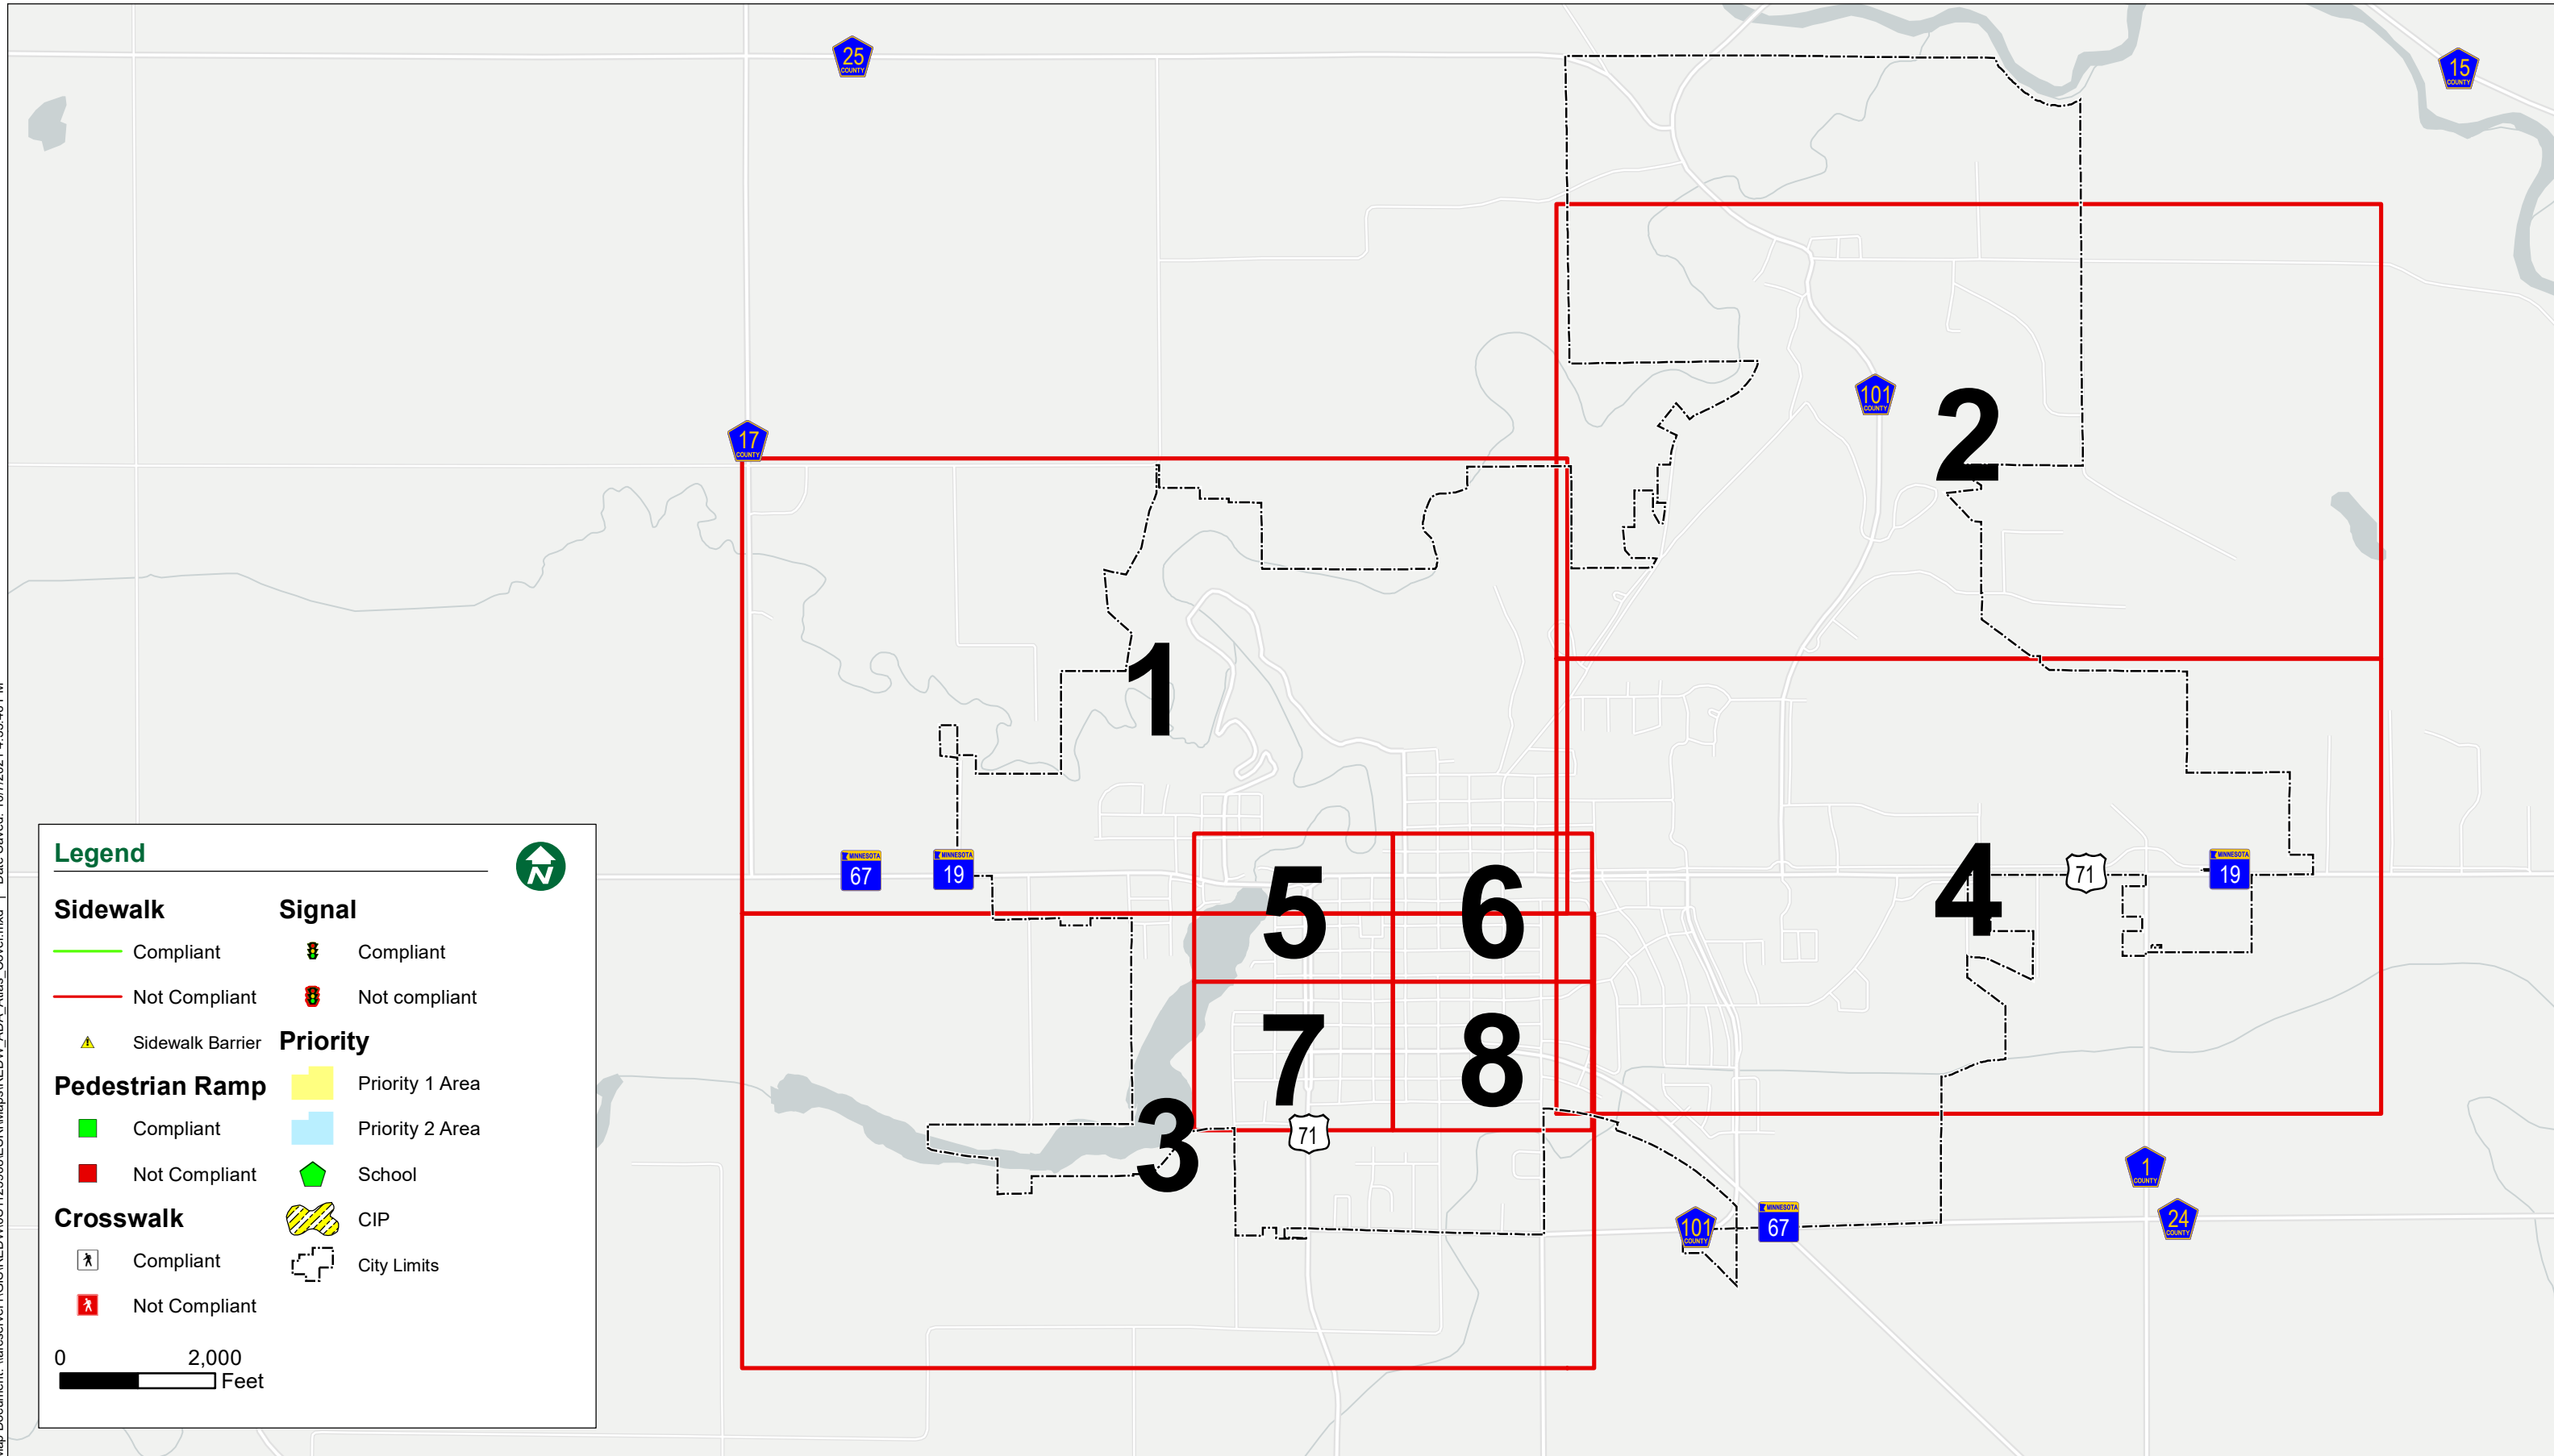 25
COUNTY
15
COUNTY
17
COUNTY
101
COUNTY
2
1
MINNESOTA
67
MINNESOTA
19
5
6
4
71
MINNESOTA
19
7
8
3
71
1
COUNTY
24
COUNTY
101
COUNTY
MINNESOTA
67
Legend
N
Sidewalk
Compliant
Not Compliant
Sidewalk Barrier
Pedestrian Ramp
Compliant
Not Compliant
Crosswalk
Compliant
Not Compliant
Signal
Compliant
Not compliant
Priority
Priority 1 Area
Priority 2 Area
School
CIP
City Limits
0 2,000
Feet